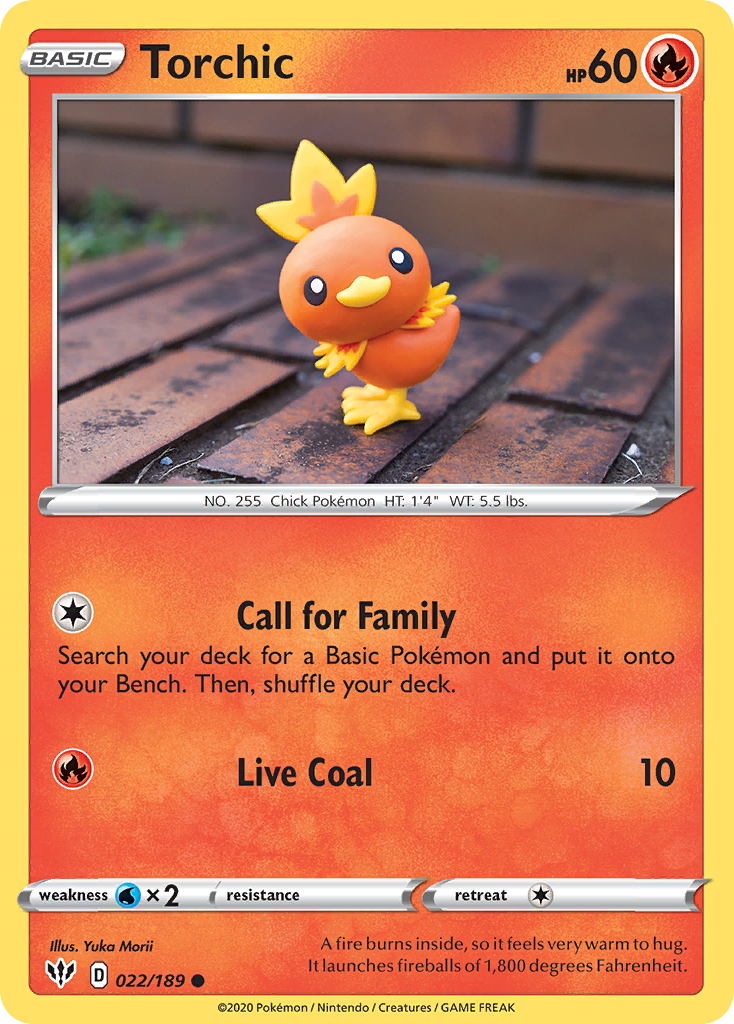 BASIC Torchic HP60
NO. 255 Chick Pokémon HT: 1'4" WT: 5.5 lbs.
Call for Family
Search your deck for a Basic Pokémon and put it onto
your Bench. Then, shuffle your deck.
Live Coal 10
weakness ×2 resistance retreat
Illus. Yuka Morii
A fire burns inside, so it feels very warm to hug.
It launches fireballs of 1,800 degrees Fahrenheit.
D 022/189
©2020 Pokémon / Nintendo / Creatures / GAME FREAK